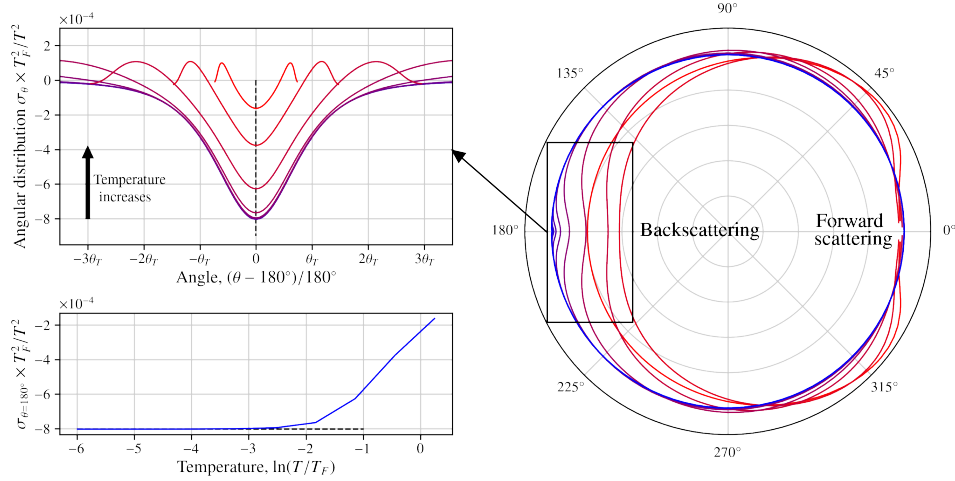 ×10⁻⁴
Angular distribution σ_θ × T_F²/T²
2
0
−2
−4
−6
−8
Temperature
increases
−3θ_T
−2θ_T
−θ_T
0
θ_T
2θ_T
3θ_T
Angle, (θ − 180°)/180°
×10⁻⁴
σ_θ=180° × T_F²/T²
−2
−4
−6
−8
−6
−5
−4
−3
−2
−1
0
Temperature, ln(T/T_F)
90°
135°
45°
180°
Backscattering
Forward
scattering
0°
225°
315°
270°